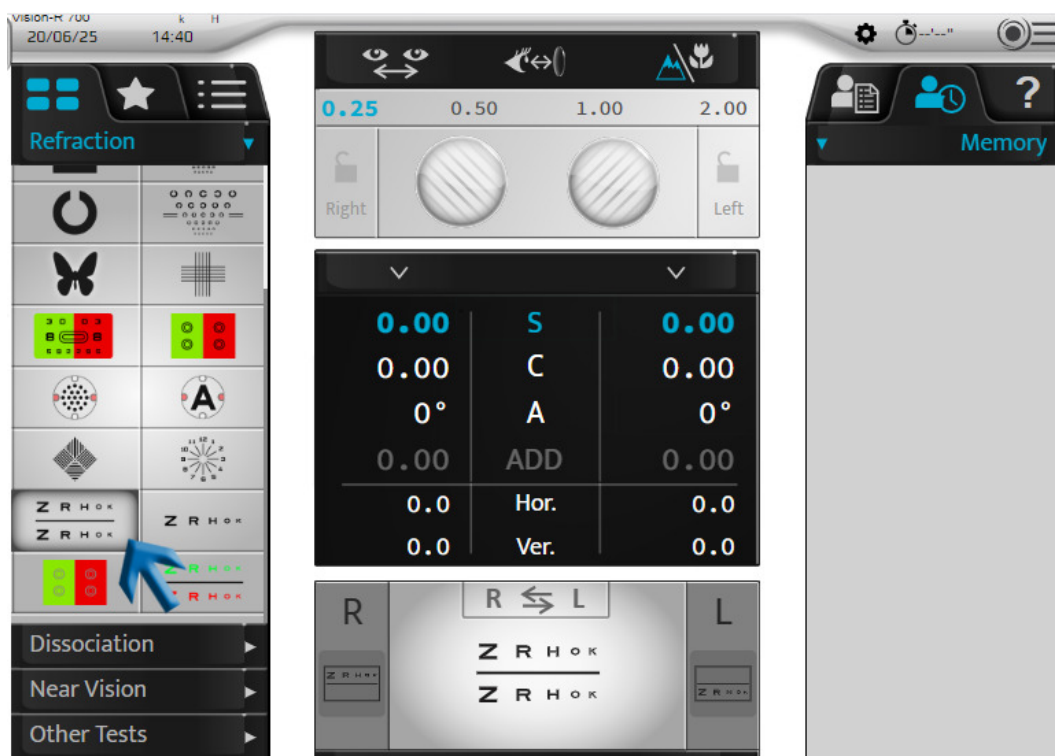 Vision-R 700
k H
20/06/25 14:40
--'--"
0.25 0.50 1.00 2.00
Refraction
Memory
?
Right
Left
0.00 S 0.00
0.00 C 0.00
0° A 0°
0.00 ADD 0.00
0.0 Hor. 0.0
0.0 Ver. 0.0
A
Z R H O K
Z R H O K
Z R H O K
Z R H O K
R H O K
R
R L
L
Z R H O K
Z R H O K
Dissociation
Near Vision
Other Tests